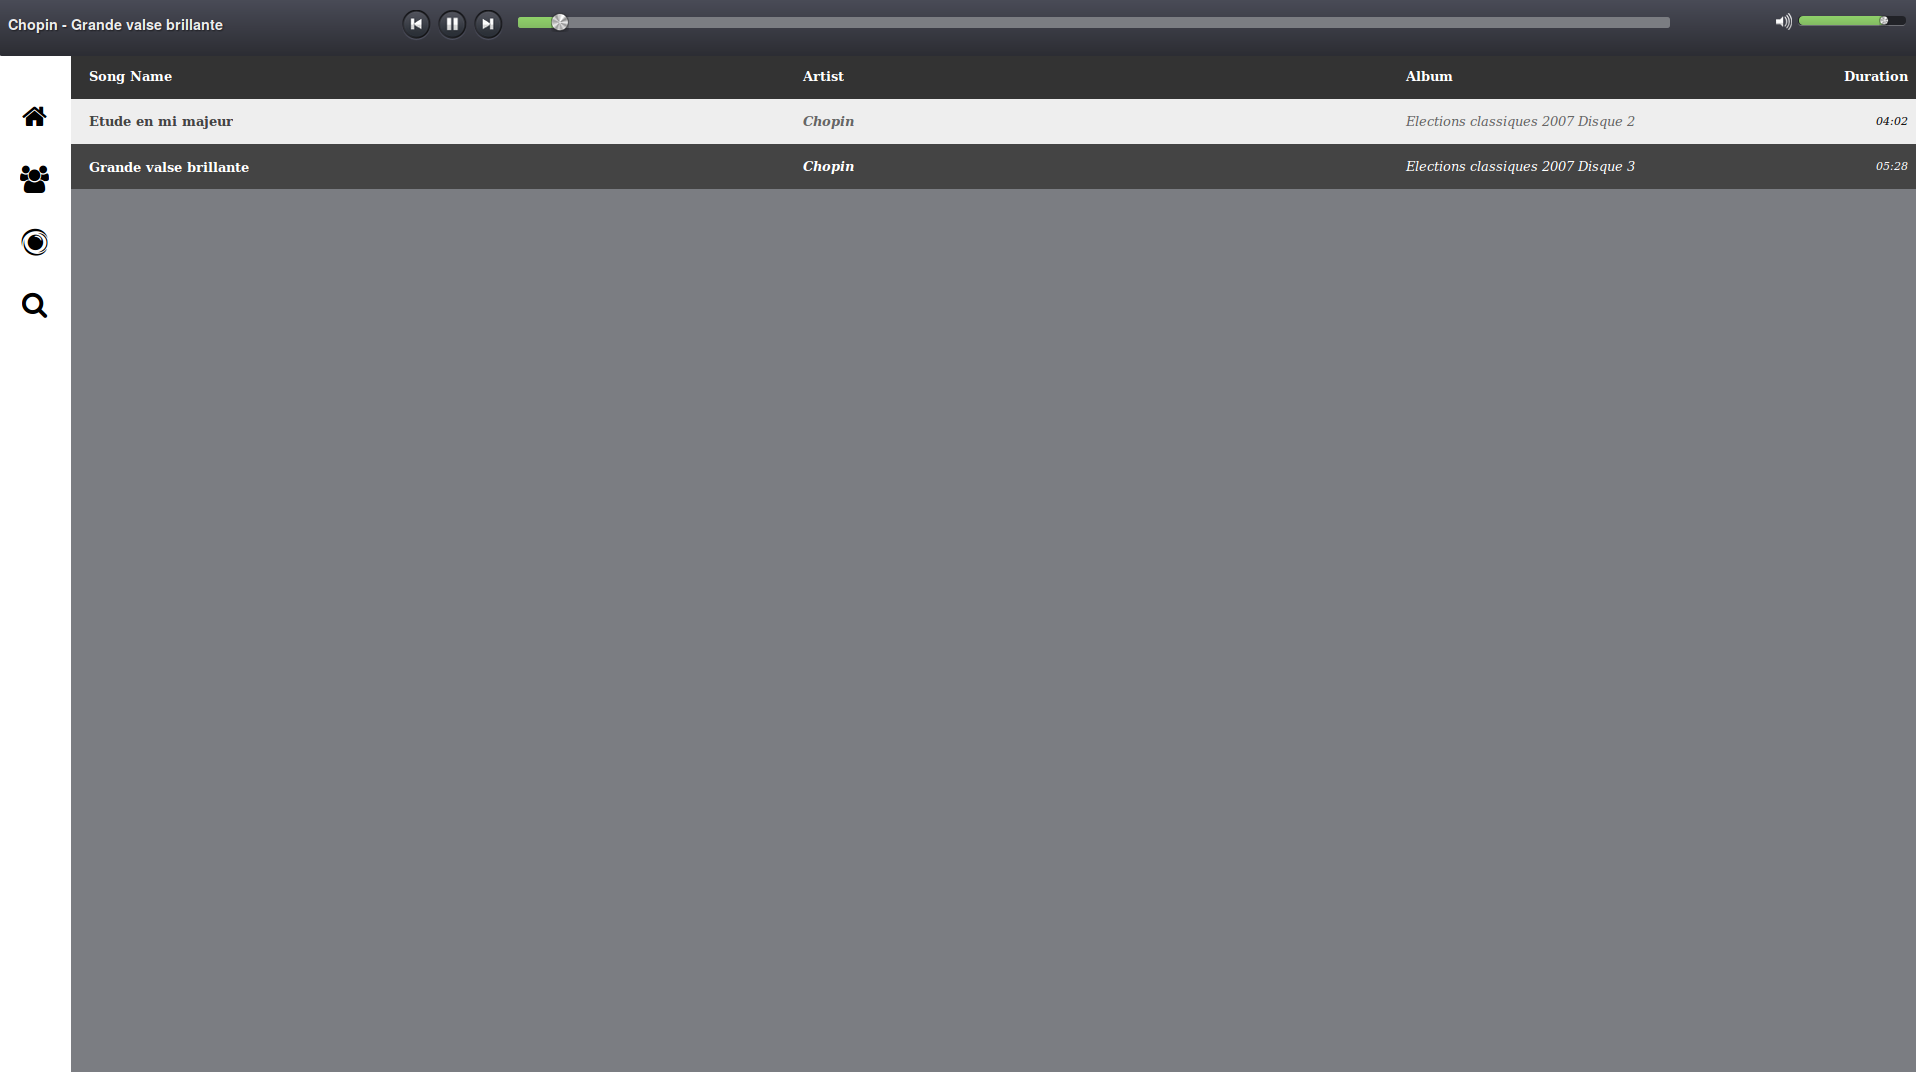 Chopin - Grande valse brillante
Song Name Artist Album Duration
Etude en mi majeur Chopin Elections classiques 2007 Disque 2 04:02
Grande valse brillante Chopin Elections classiques 2007 Disque 3 05:28